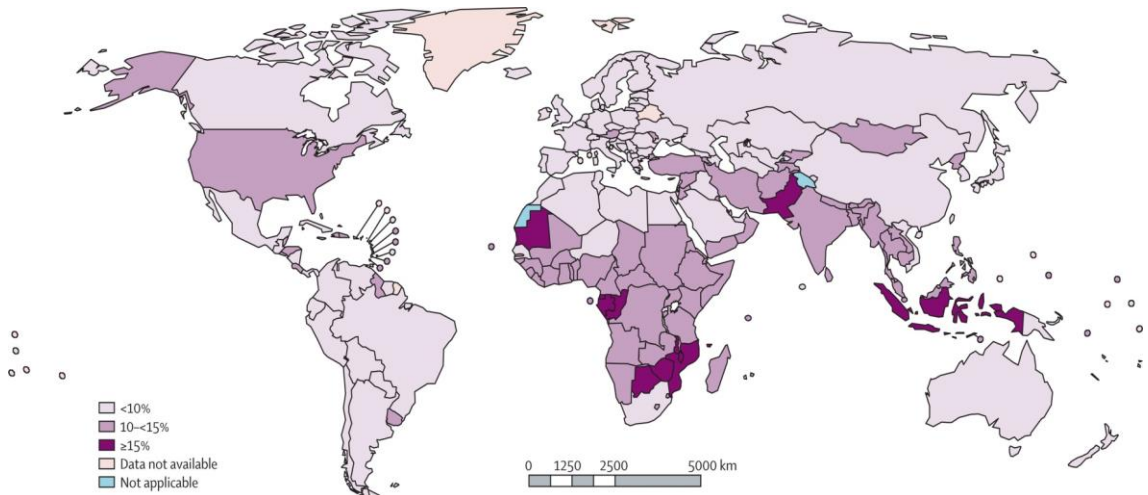 <10%
10–<15%
≥15%
Data not available
Not applicable
0 1250 2500 5000 km